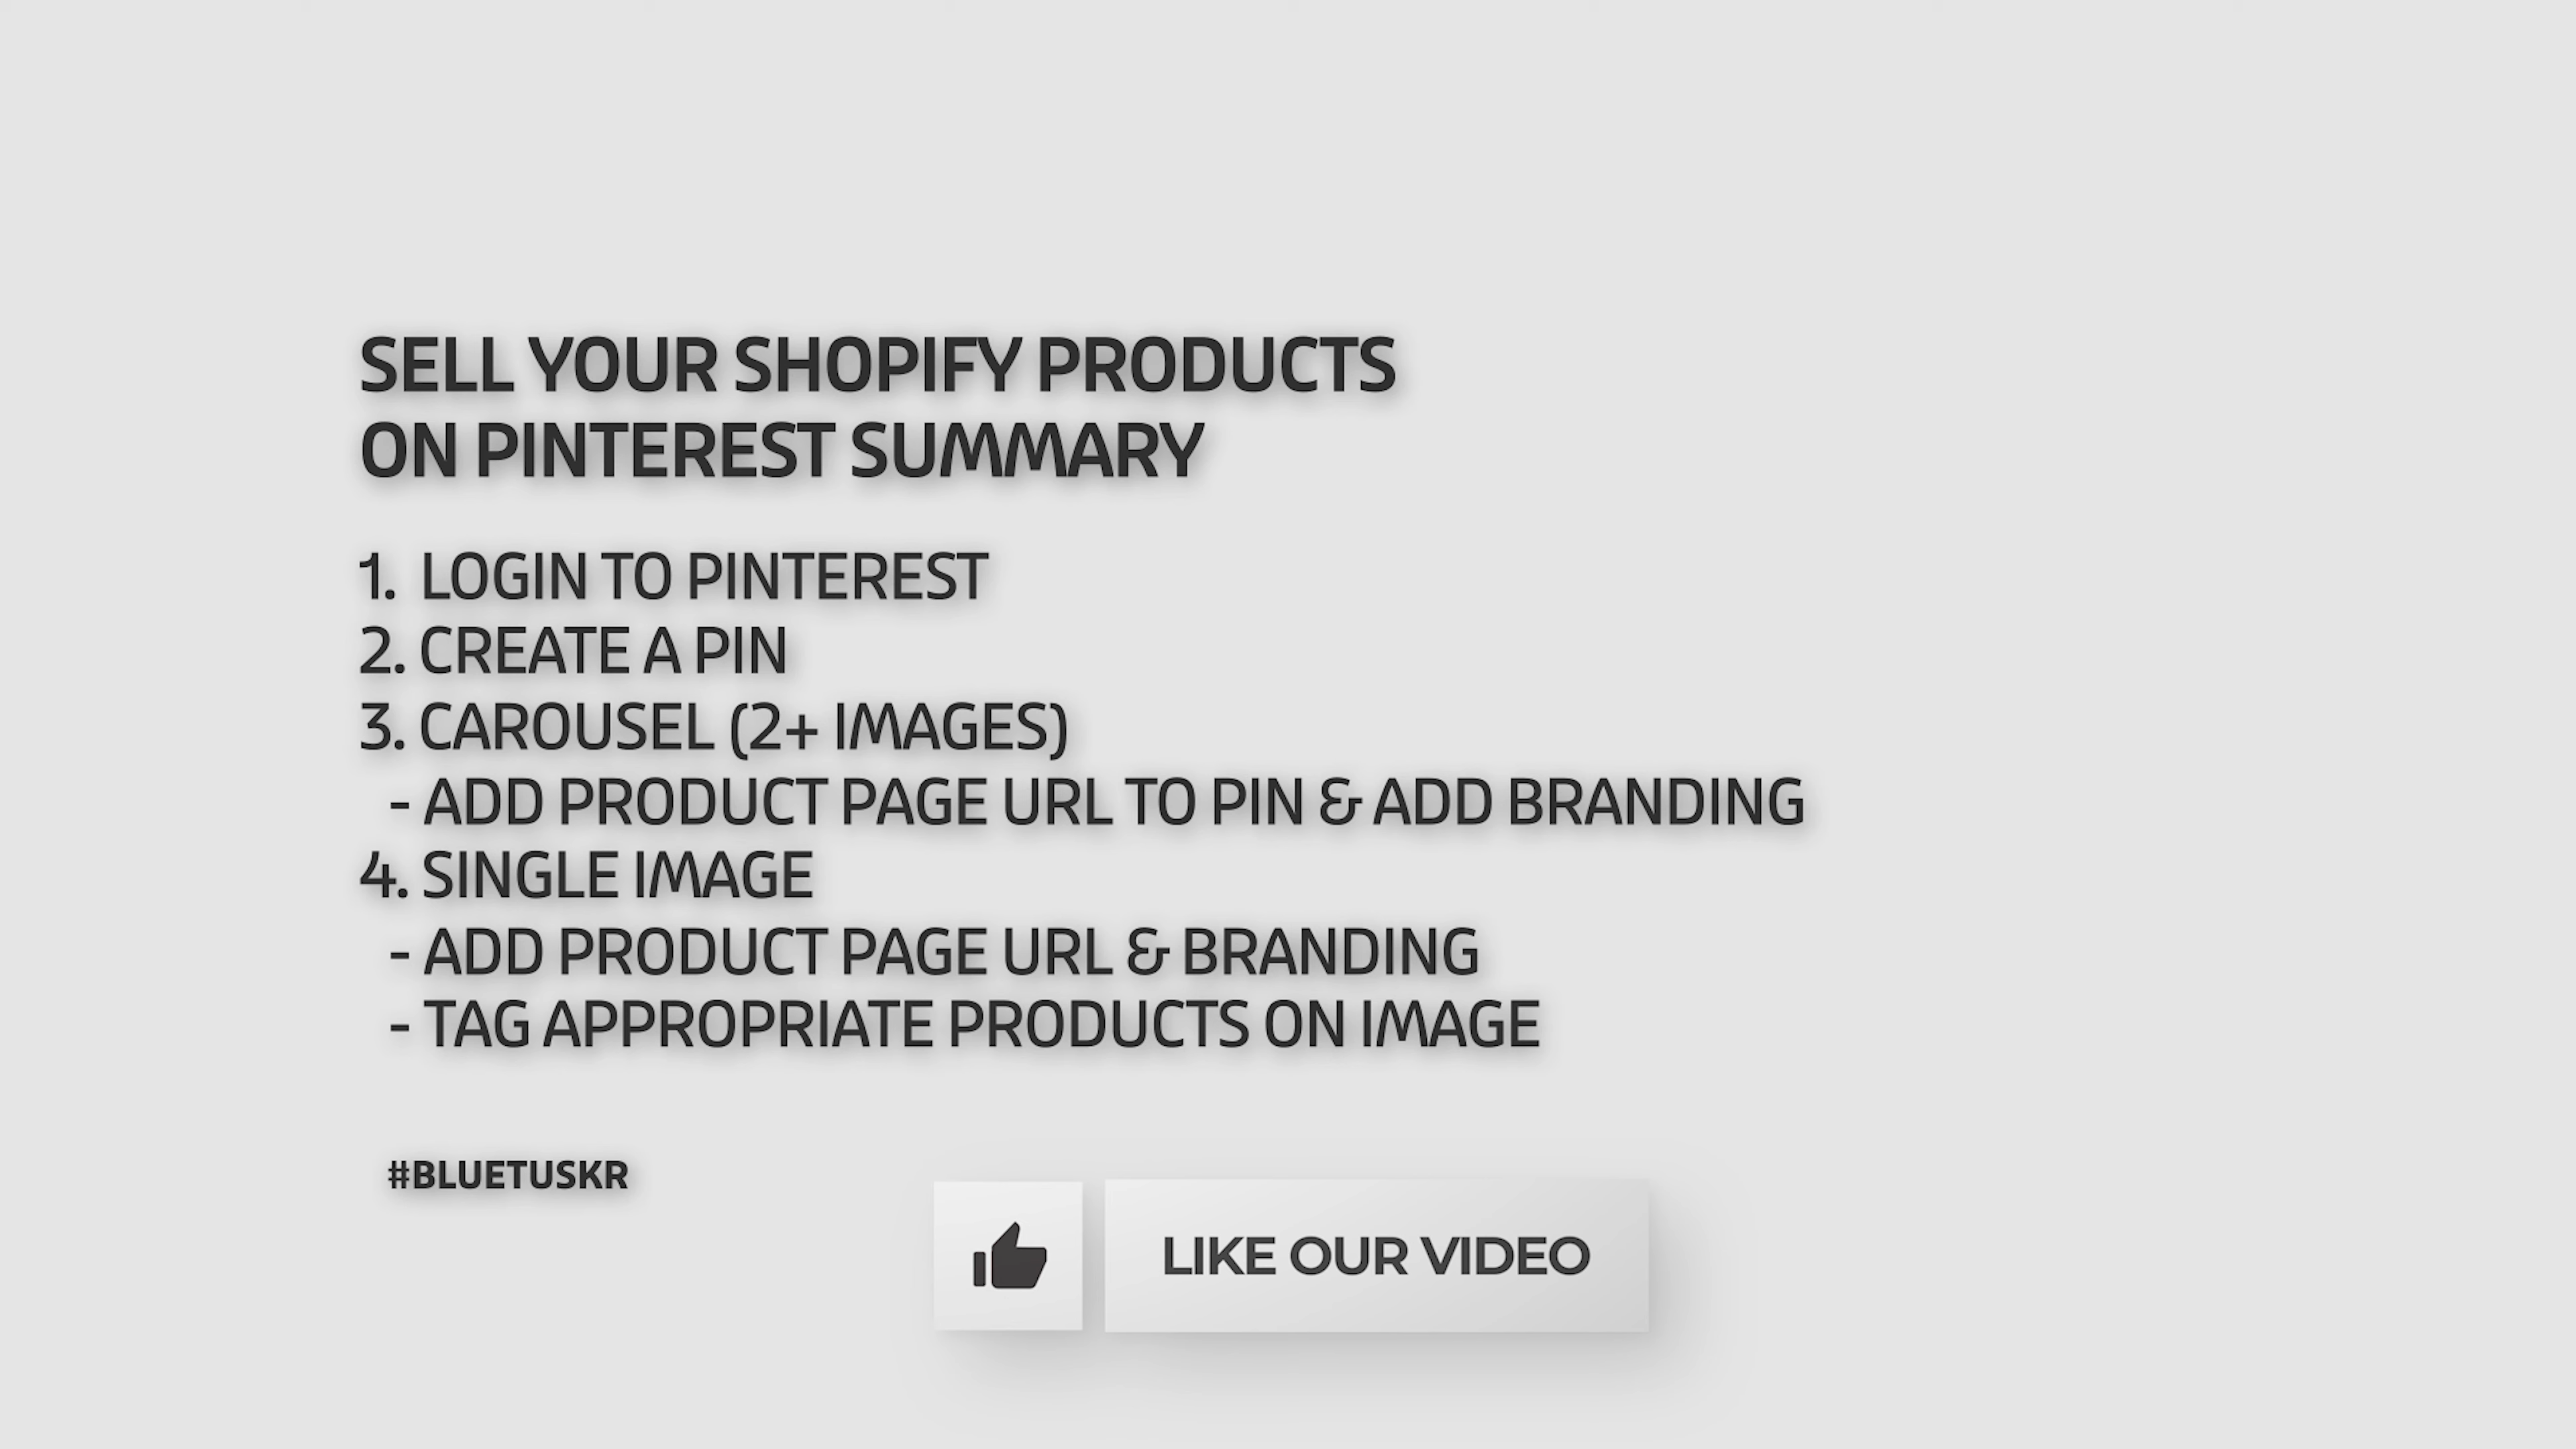 SELL YOUR SHOPIFY PRODUCTS
ON PINTEREST SUMMARY
1. LOGIN TO PINTEREST
2. CREATE A PIN
3. CAROUSEL (2+ IMAGES)
- ADD PRODUCT PAGE URL TO PIN & ADD BRANDING
4. SINGLE IMAGE
- ADD PRODUCT PAGE URL & BRANDING
- TAG APPROPRIATE PRODUCTS ON IMAGE
#BLUETUSKR
LIKE OUR VIDEO